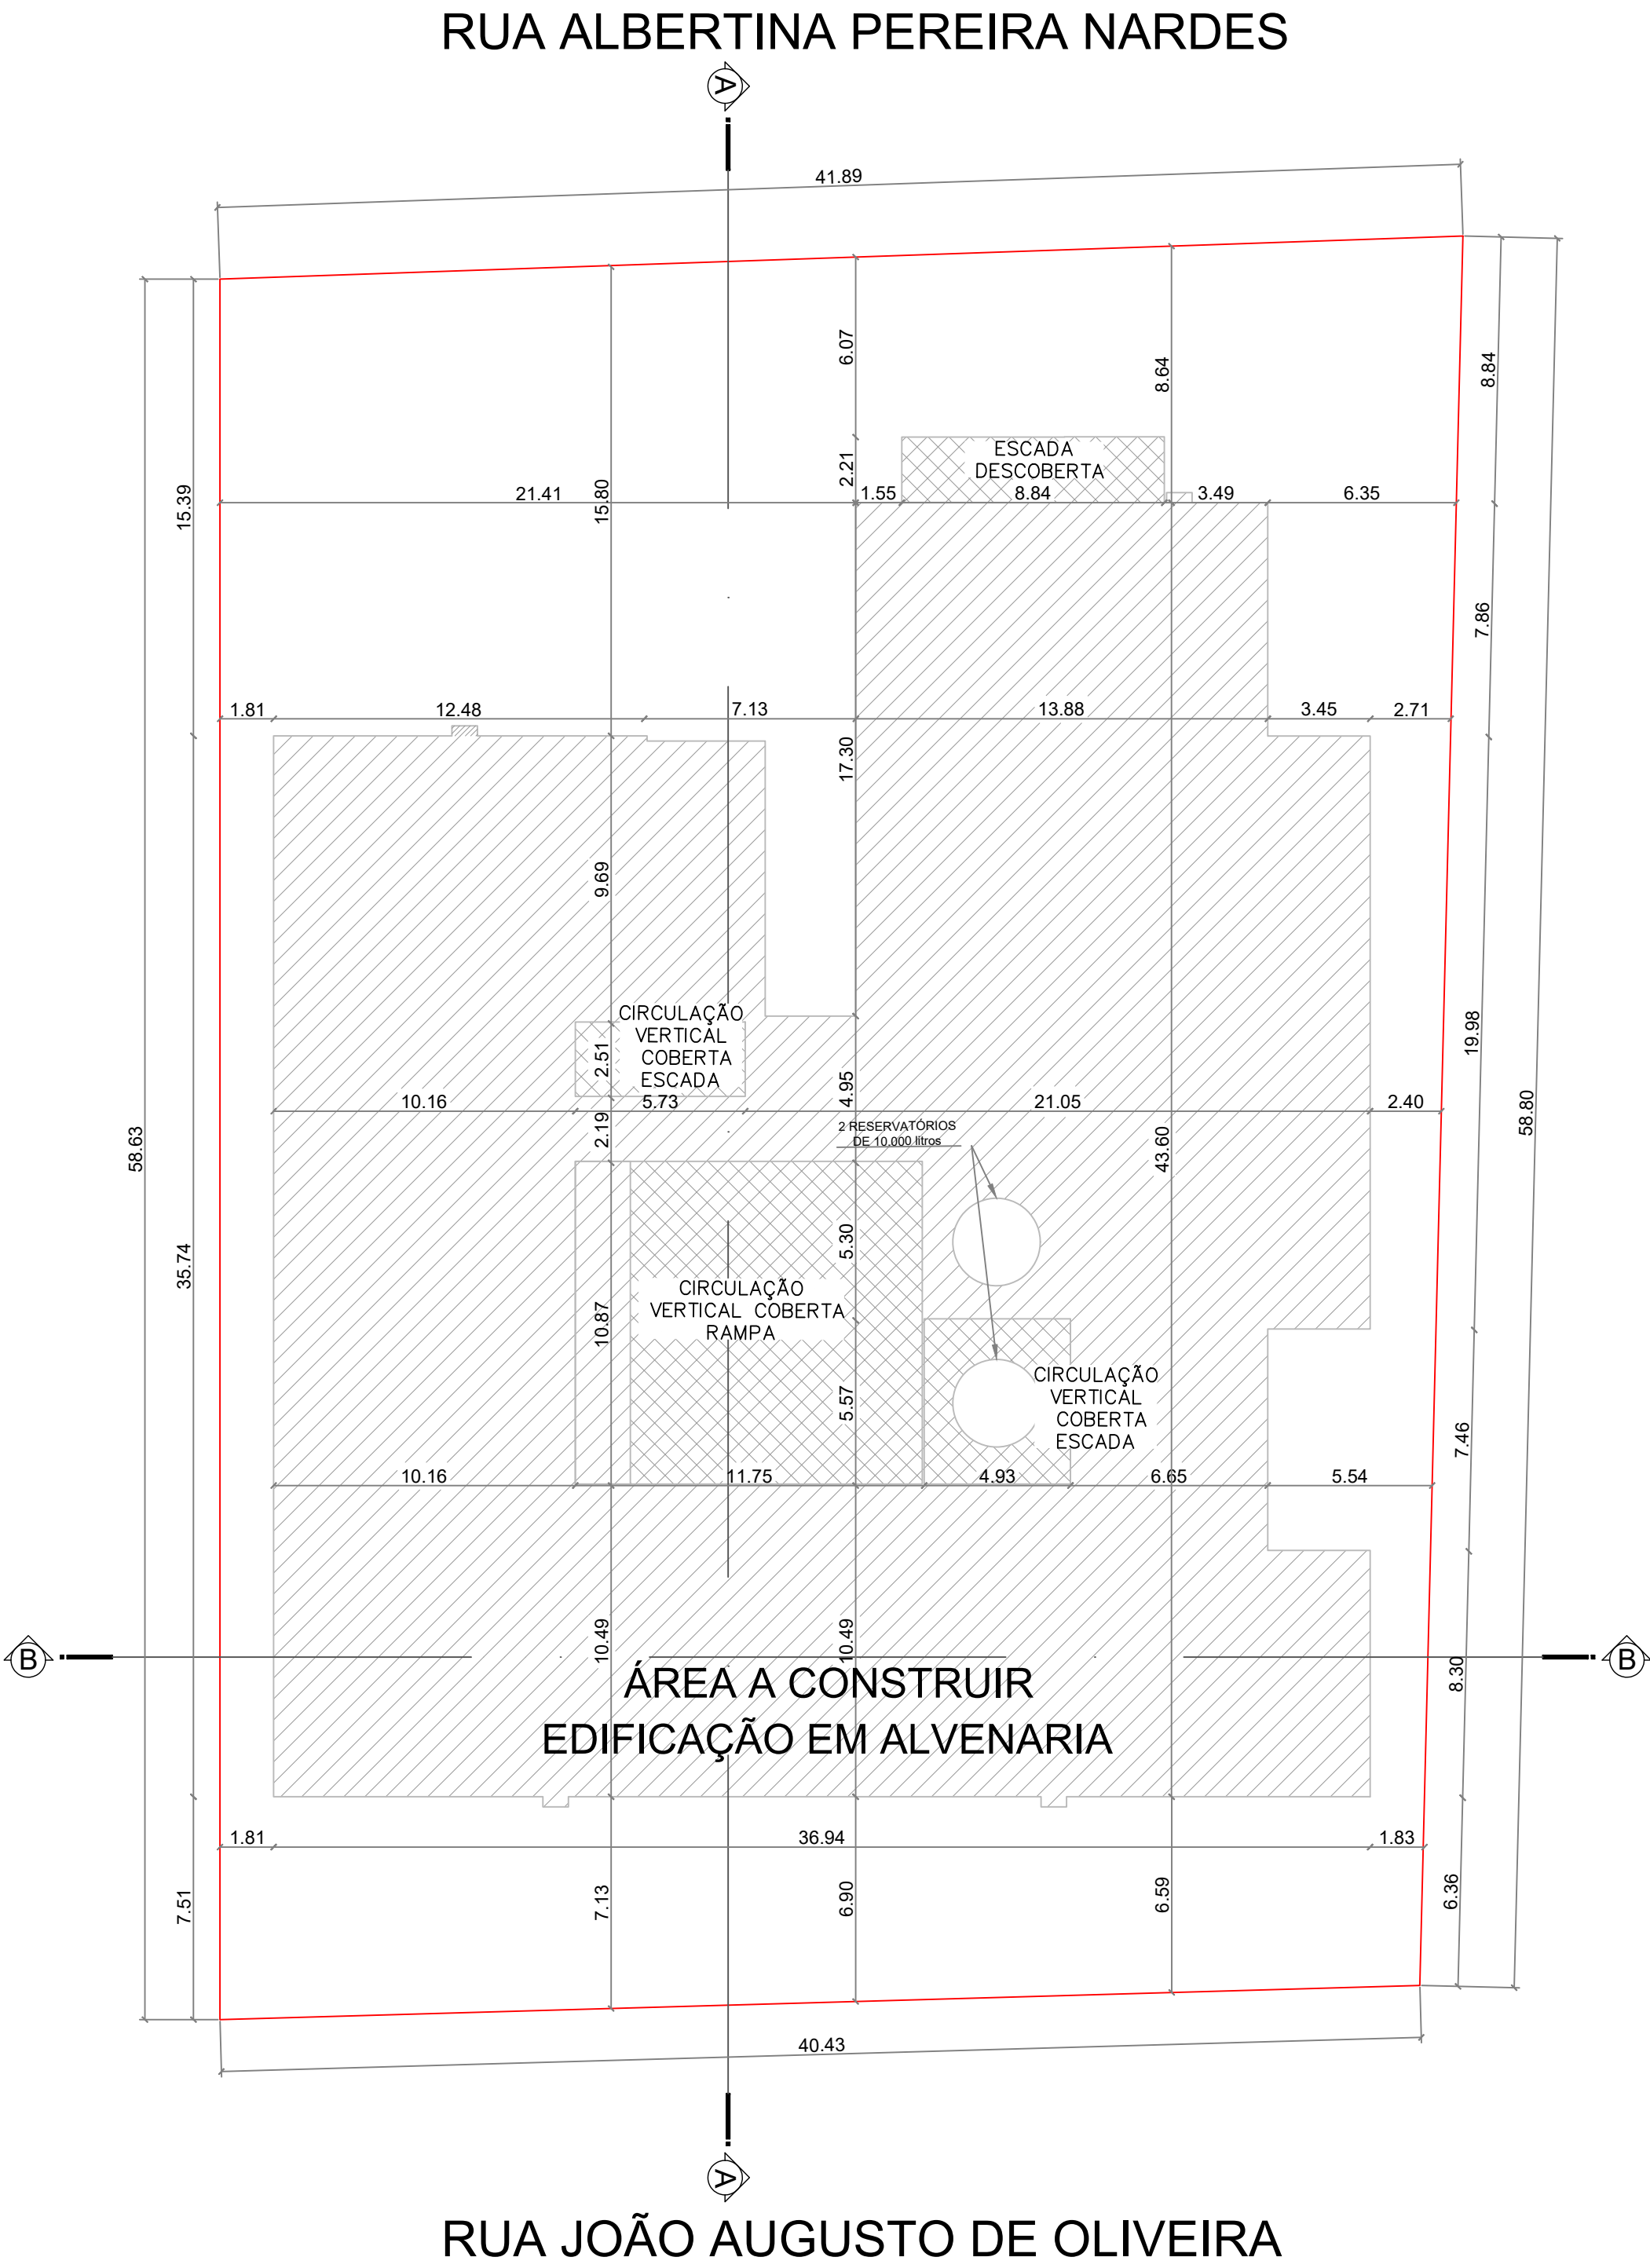 RUA ALBERTINA PEREIRA NARDES
A
41.89
6.07
8.64
8.84
ESCADA
DESCOBERTA
2.21
15.39
21.41
15.80
1.55
8.84
3.49
6.35
7.86
1.81
12.48
7.13
13.88
3.45
2.71
17.30
9.69
CIRCULAÇÃO
VERTICAL
COBERTA
ESCADA
2.51
19.98
4.95
10.16
5.73
21.05
2.40
58.63
2.19
2 RESERVATÓRIOS
DE 10.000 litros
43.60
58.80
5.30
35.74
CIRCULAÇÃO
VERTICAL COBERTA
RAMPA
10.87
5.57
CIRCULAÇÃO
VERTICAL
COBERTA
ESCADA
7.46
10.16
11.75
4.93
6.65
5.54
10.49
10.49
B
B
8.30
ÁREA A CONSTRUIR
EDIFICAÇÃO EM ALVENARIA
1.81
36.94
1.83
7.51
7.13
6.90
6.59
6.36
40.43
A
RUA JOÃO AUGUSTO DE OLIVEIRA